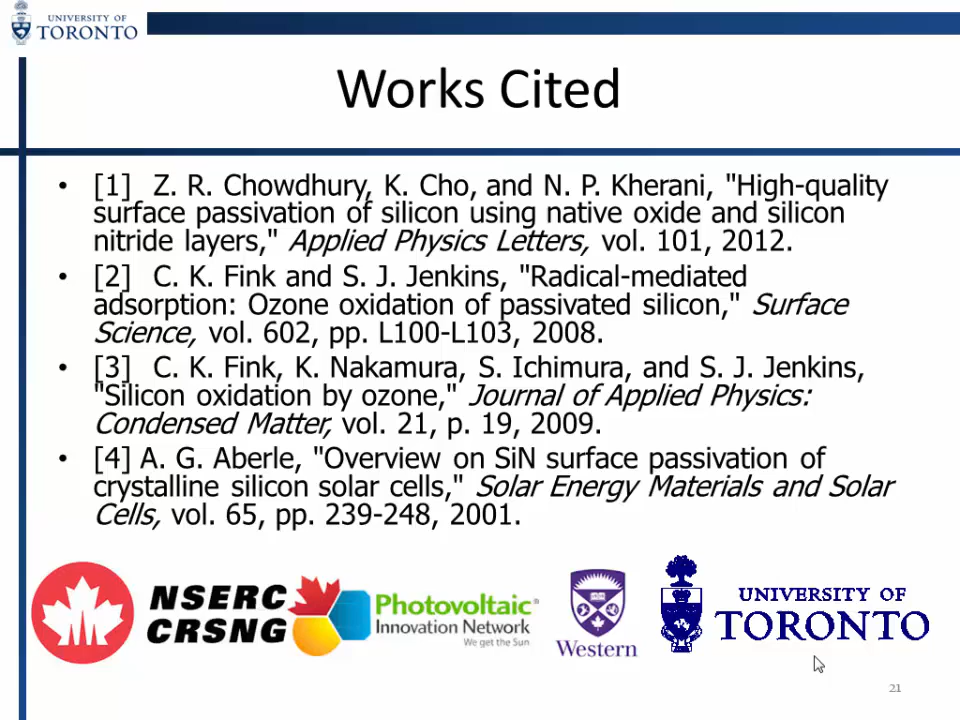 UNIVERSITY OF
TORONTO
Works Cited
• [1] Z. R. Chowdhury, K. Cho, and N. P. Kherani, "High-quality
surface passivation of silicon using native oxide and silicon
nitride layers," Applied Physics Letters, vol. 101, 2012.
• [2] C. K. Fink and S. J. Jenkins, "Radical-mediated
adsorption: Ozone oxidation of passivated silicon," Surface
Science, vol. 602, pp. L100-L103, 2008.
• [3] C. K. Fink, K. Nakamura, S. Ichimura, and S. J. Jenkins,
"Silicon oxidation by ozone," Journal of Applied Physics:
Condensed Matter, vol. 21, p. 19, 2009.
• [4] A. G. Aberle, "Overview on SiN surface passivation of
crystalline silicon solar cells," Solar Energy Materials and Solar
Cells, vol. 65, pp. 239-248, 2001.
NSERC
CRSNG
Photovoltaic
Innovation Network
We get the Sun
Western
UNIVERSITY OF
TORONTO
21